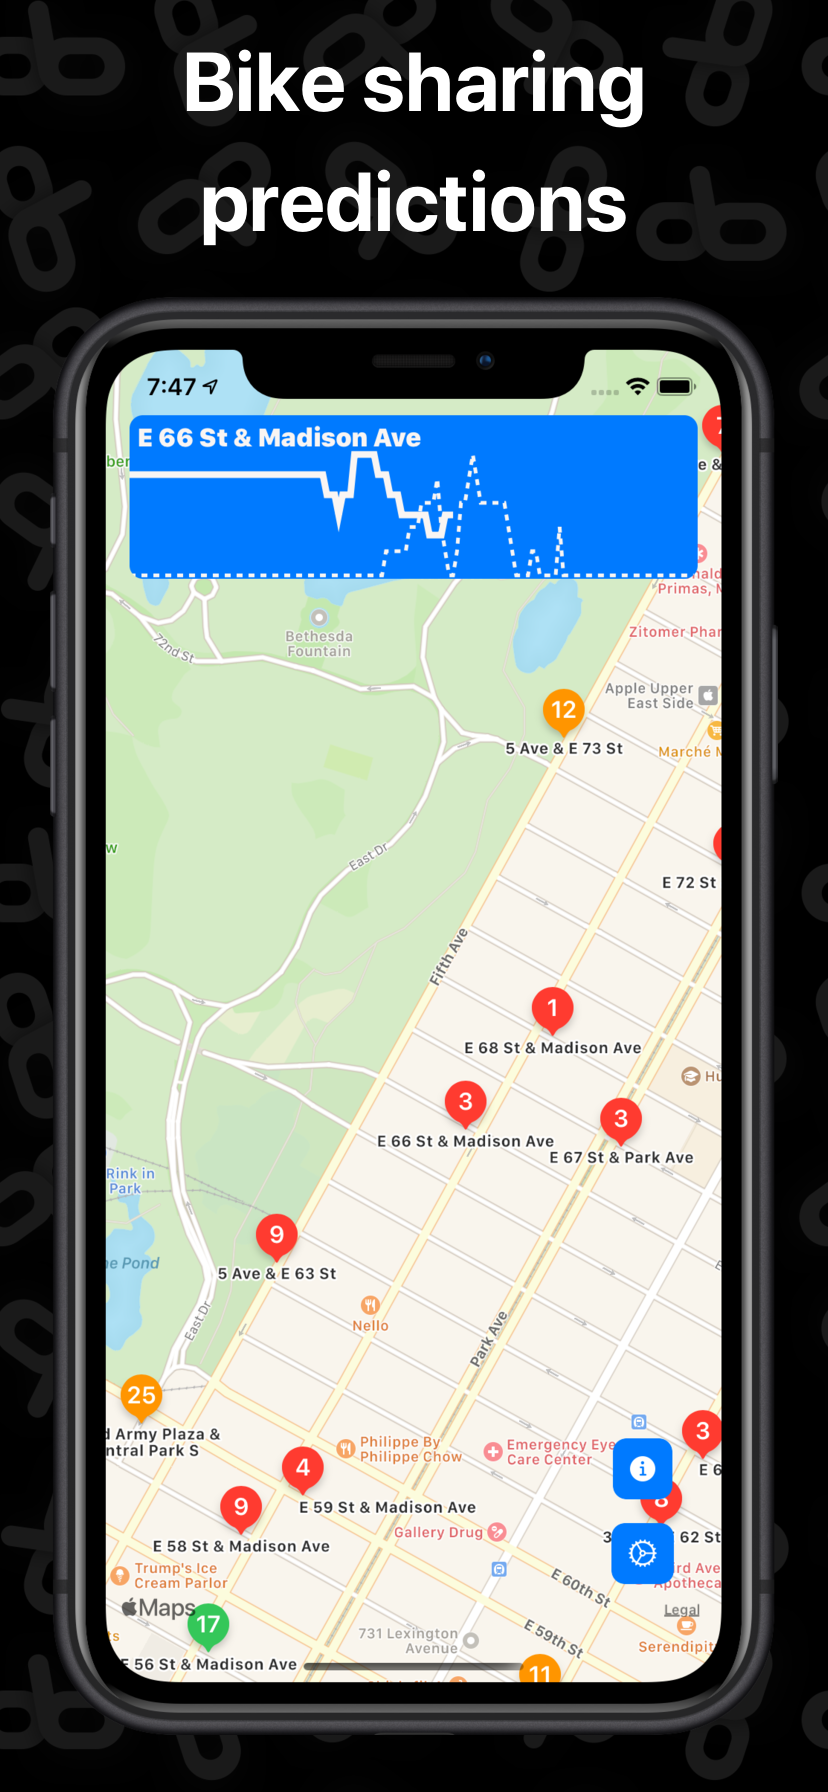 Bike sharing
predictions
7:47
E 66 St & Madison Ave
7
e &
ber
nald
Primas, M
Zitomer Phar
72nd St
Bethesda
Fountain
Apple Upper
East Side
12
5 Ave & E 73 St
Marché M
w
East Dr
E 72 St
Fifth Ave
1
E 68 St & Madison Ave
Hu
3
E 66 St & Madison Ave
3
E 67 St & Park Ave
Rink in
Park
9
5 Ave & E 63 St
ne Pond
East Dr
Nello
Park Ave
25
d Army Plaza &
ntral Park S
Philippe By
Philippe Chow
Emergency Eye
Care Center
3
E 6
4
E 59 St & Madison Ave
9
E 58 St & Madison Ave
8
3
62 St
Gallery Drug
Trump's Ice
Cream Parlor
ird Ave
Apotheca
E 60th St
Maps
Legal
17
ts
731 Lexington
Avenue
E 59th St
Serendipit
E 56 St & Madison Ave
11